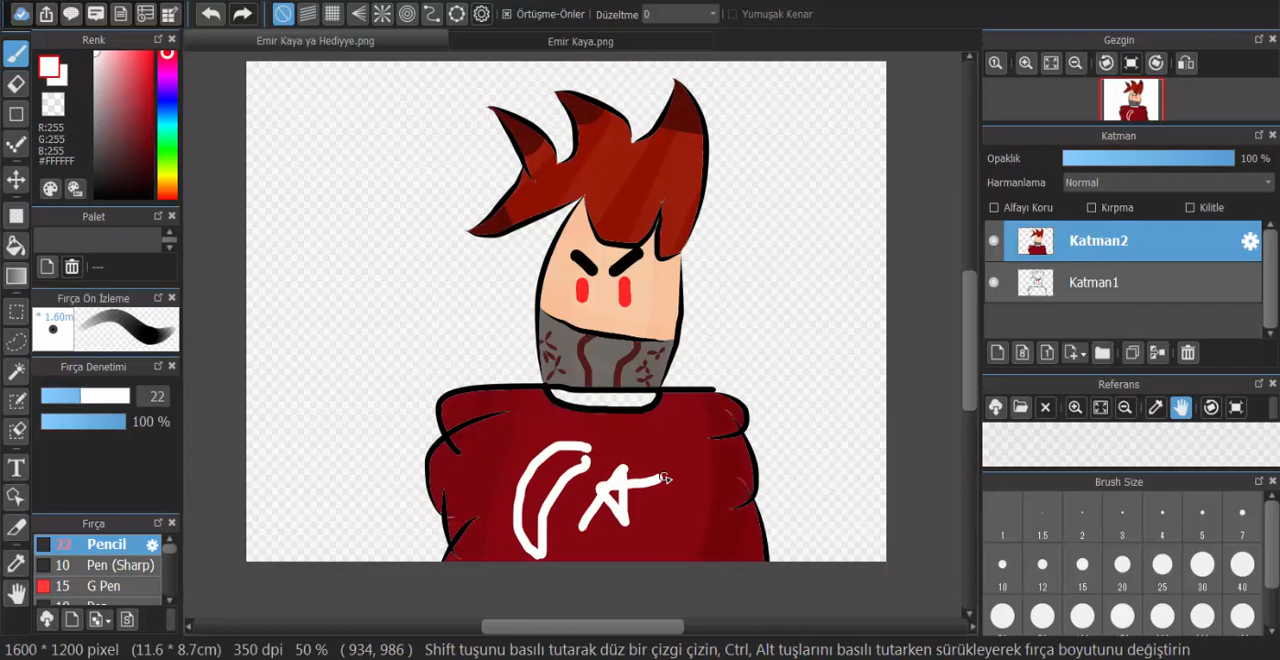 Örtüşme-Önler
Düzeltme
0
Yumuşak Kenar
Emir Kaya ya Hediyye.png
Emir Kaya.png
Renk
R:255
G:255
B:255
#FFFFFF
Palet
---
Fırça Ön İzleme
* 1.60m
Fırça Denetimi
22
100 %
Fırça
22 Pencil
10 Pen (Sharp)
15 G Pen
Gezgin
Katman
Opaklık
100 %
Harmanlama
Normal
Alfayı Koru
Kırpma
Kilitle
Katman2
Katman1
Referans
Brush Size
1 1.5 2 3 4 5 7
10 12 15 20 25 30 40
T
1600 * 1200 pixel (11.6 * 8.7cm) 350 dpi 50 % ( 934, 986 ) Shift tuşunu basılı tutarak düz bir çizgi çizin, Ctrl, Alt tuşlarını basılı tutarken sürükleyerek fırça boyutunu değiştirin